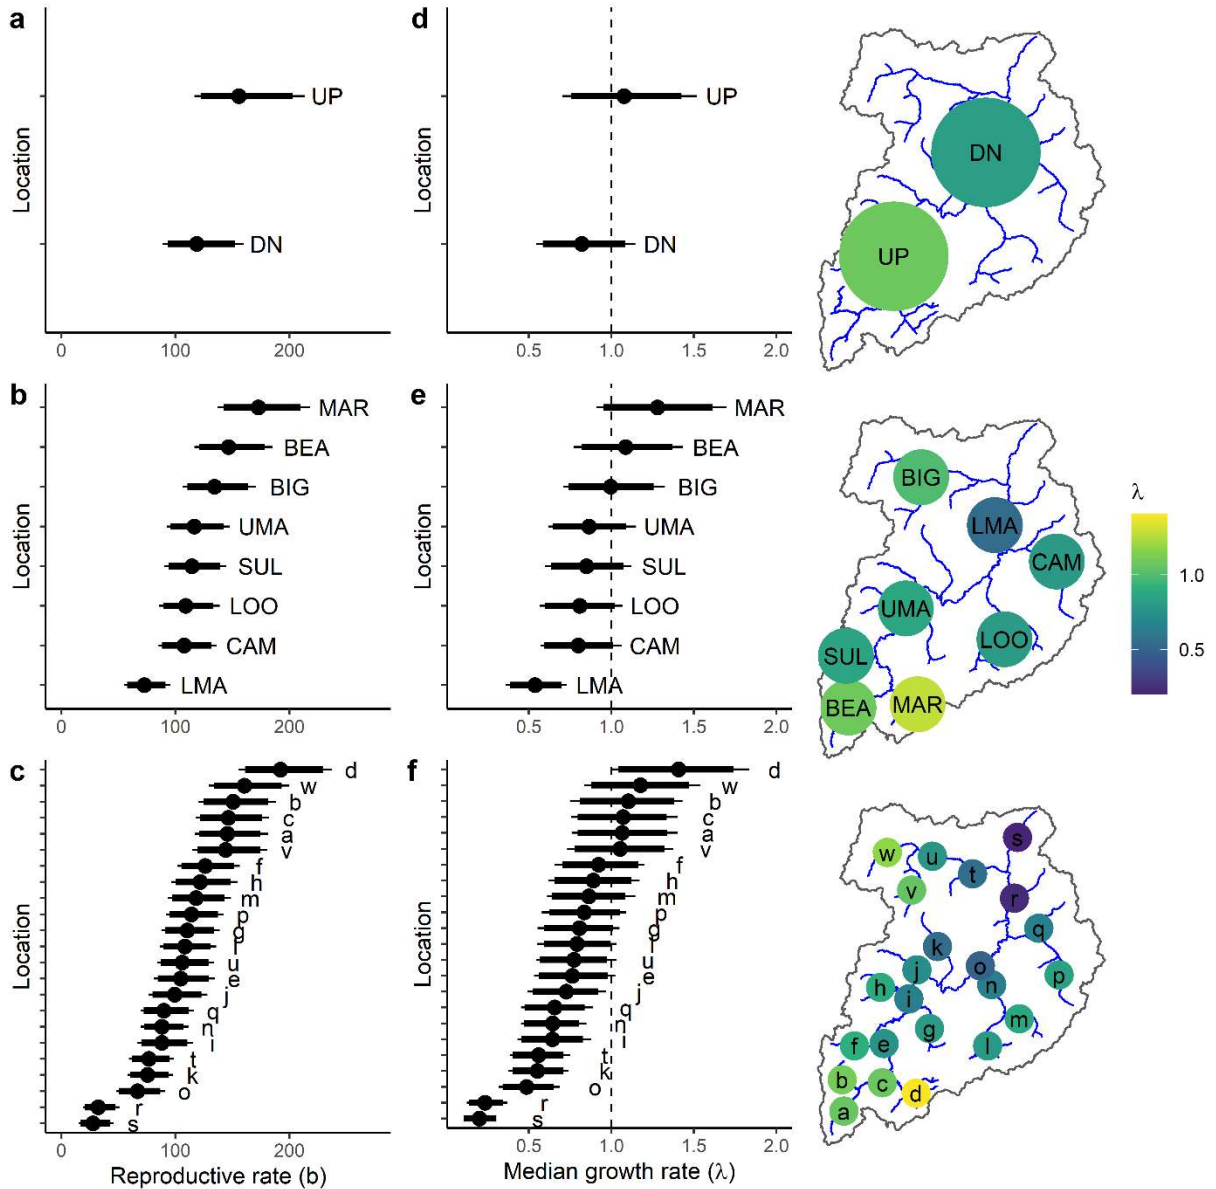 a
Location
UP
DN
0 100 200
d
Location
UP
DN
0.5 1.0 1.5 2.0
DN
UP
b
Location
MAR
BEA
BIG
UMA
SUL
LOO
CAM
LMA
0 100 200
e
Location
MAR
BEA
BIG
UMA
SUL
LOO
CAM
LMA
0.5 1.0 1.5 2.0
BIG
LMA
CAM
UMA
LOO
SUL
BEA MAR
λ
1.0
0.5
c
Location
d
w
b
c
a
v
f
h
m
p
g
l
u
e
j
q
n
i
t
k
o
r
s
0 100 200
Reproductive rate (b)
f
Location
d
w
b
c
a
v
f
h
m
p
g
l
u
e
j
q
n
i
t
k
o
r
s
0.5 1.0 1.5 2.0
Median growth rate (λ)
s
w u
t
v r
q
k
o
j p
h n
i
m
g
f e l
b c
d
a